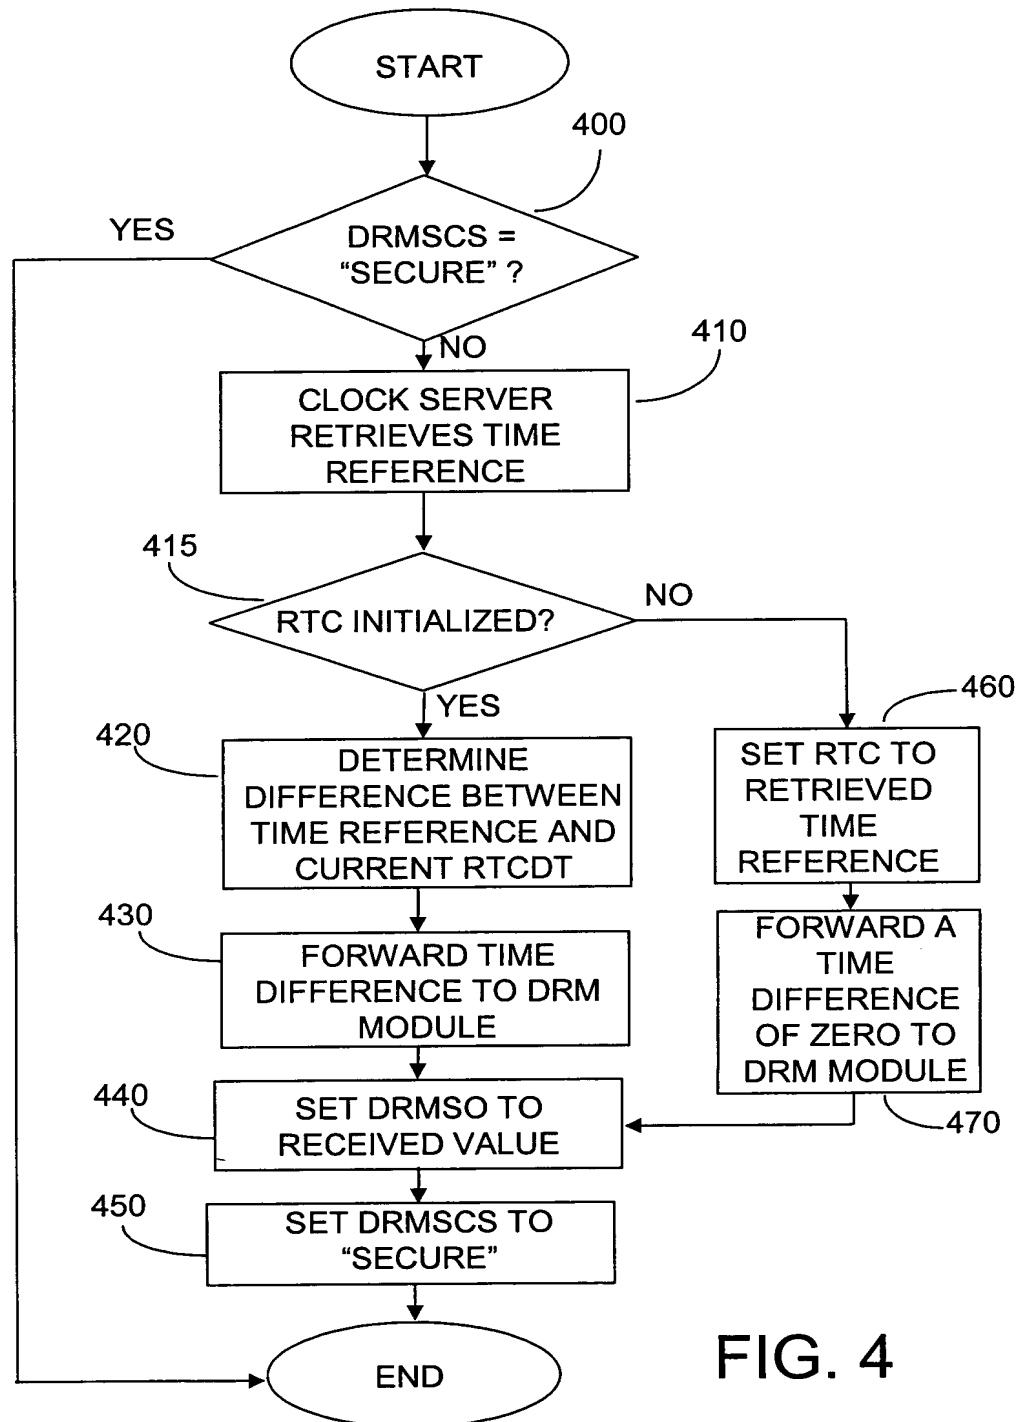 START
400
YES
DRMSCS =
“SECURE” ?
NO
410
CLOCK SERVER
RETRIEVES TIME
REFERENCE
415
RTC INITIALIZED?
NO
YES
460
420
DETERMINE
DIFFERENCE BETWEEN
TIME REFERENCE AND
CURRENT RTCDT
SET RTC TO
RETRIEVED
TIME
REFERENCE
430
FORWARD TIME
DIFFERENCE TO DRM
MODULE
FORWARD A
TIME
DIFFERENCE
OF ZERO TO
DRM MODULE
470
440
SET DRMSO TO
RECEIVED VALUE
450
SET DRMSCS TO
“SECURE”
END
FIG. 4